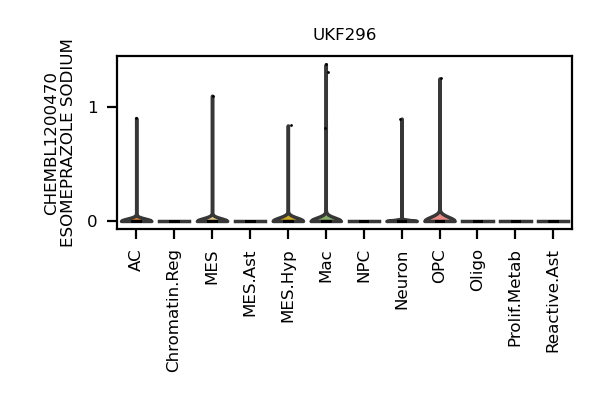 UKF296
CHEMBL1200470
ESOMEPRAZOLE SODIUM
1
0
AC
Chromatin.Reg
MES
MES.Ast
MES.Hyp
Mac
NPC
Neuron
OPC
Oligo
Prolif.Metab
Reactive.Ast